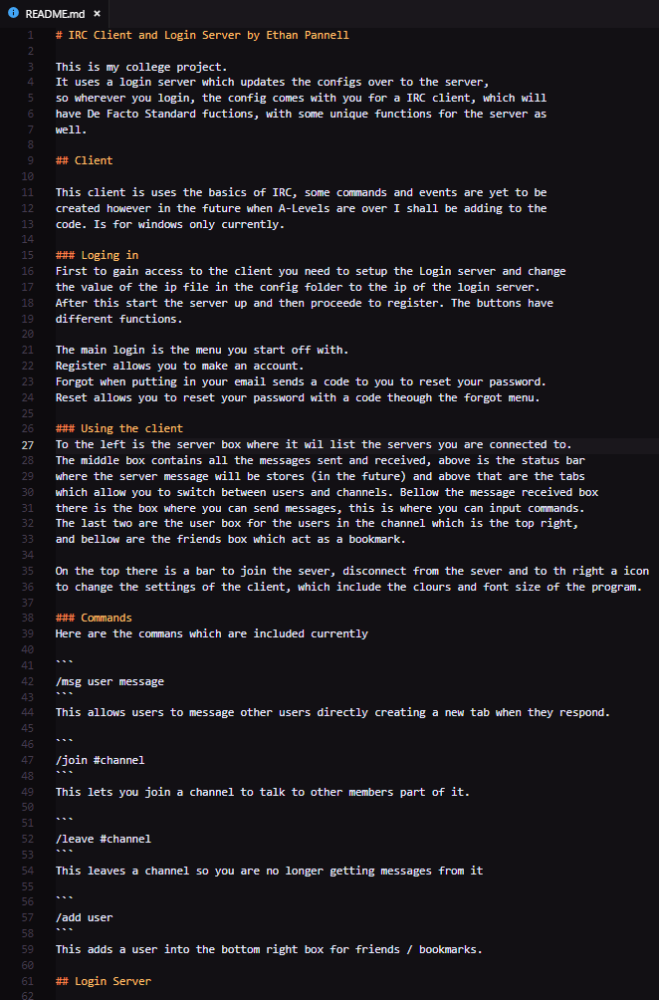 README.md ×
1 # IRC Client and Login Server by Ethan Pannell
2
3 This is my college project.
4 It uses a login server which updates the configs over to the server,
5 so wherever you login, the config comes with you for a IRC client, which will
6 have De Facto Standard fuctions, with some unique functions for the server as
7 well.
8
9 ## Client
10
11 This client is uses the basics of IRC, some commands and events are yet to be
12 created however in the future when A-Levels are over I shall be adding to the
13 code. Is for windows only currently.
14
15 ### Loging in
16 First to gain access to the client you need to setup the Login server and change
17 the value of the ip file in the config folder to the ip of the login server.
18 After this start the server up and then proceede to register. The buttons have
19 different functions.
20
21 The main login is the menu you start off with.
22 Register allows you to make an account.
23 Forgot when putting in your email sends a code to you to reset your password.
24 Reset allows you to reset your password with a code theough the forgot menu.
25
26 ### Using the client
27 To the left is the server box where it wil list the servers you are connected to.
28 The middle box contains all the messages sent and received, above is the status bar
29 where the server message will be stores (in the future) and above that are the tabs
30 which allow you to switch between users and channels. Bellow the message received box
31 there is the box where you can send messages, this is where you can input commands.
32 The last two are the user box for the users in the channel which is the top right,
33 and bellow are the friends box which act as a bookmark.
34
35 On the top there is a bar to join the sever, disconnect from the sever and to th right a icon
36 to change the settings of the client, which include the clours and font size of the program.
37
38 ### Commands
39 Here are the commans which are included currently
40
41 ```
42 /msg user message
43 ```
44 This allows users to message other users directly creating a new tab when they respond.
45
46 ```
47 /join #channel
48 ```
49 This lets you join a channel to talk to other members part of it.
50
51 ```
52 /leave #channel
53 ```
54 This leaves a channel so you are no longer getting messages from it
55
56 ```
57 /add user
58 ```
59 This adds a user into the bottom right box for friends / bookmarks.
60
61 ## Login Server
62